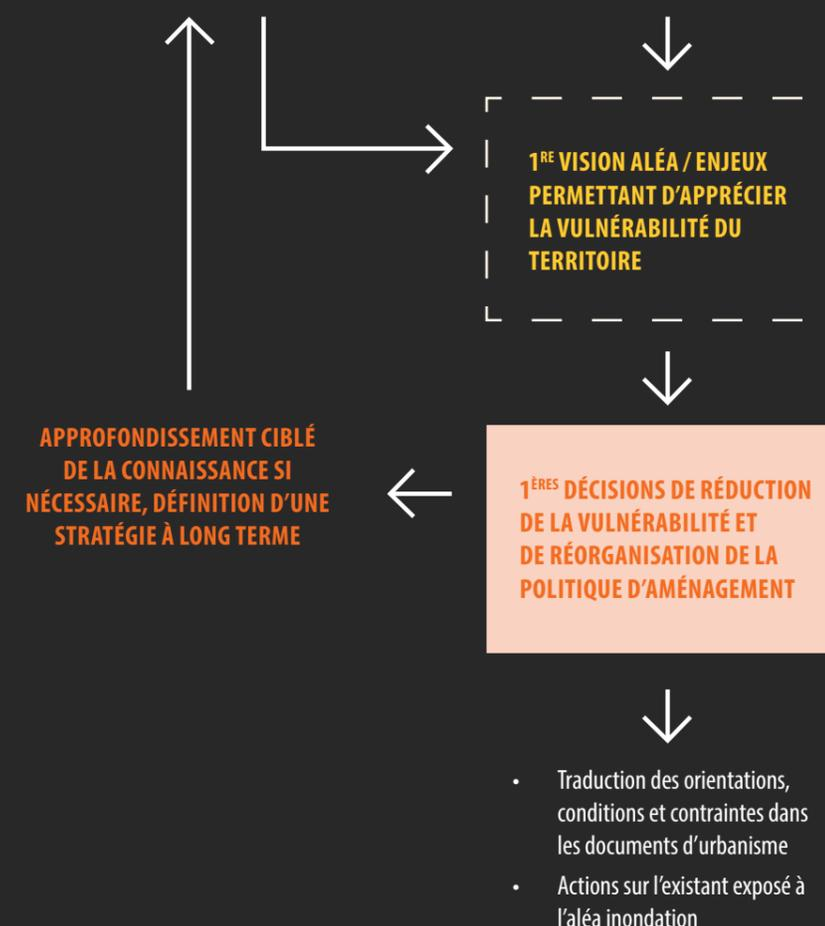 1RE VISION ALÉA / ENJEUX
PERMETTANT D'APPRÉCIER
LA VULNÉRABILITÉ DU
TERRITOIRE
APPROFONDISSEMENT CIBLÉ
DE LA CONNAISSANCE SI
NÉCESSAIRE, DÉFINITION D'UNE
STRATÉGIE À LONG TERME
1ÈRES DÉCISIONS DE RÉDUCTION
DE LA VULNÉRABILITÉ ET
DE RÉORGANISATION DE LA
POLITIQUE D'AMÉNAGEMENT
• Traduction des orientations,
conditions et contraintes dans
les documents d'urbanisme
• Actions sur l'existant exposé à
l'aléa inondation